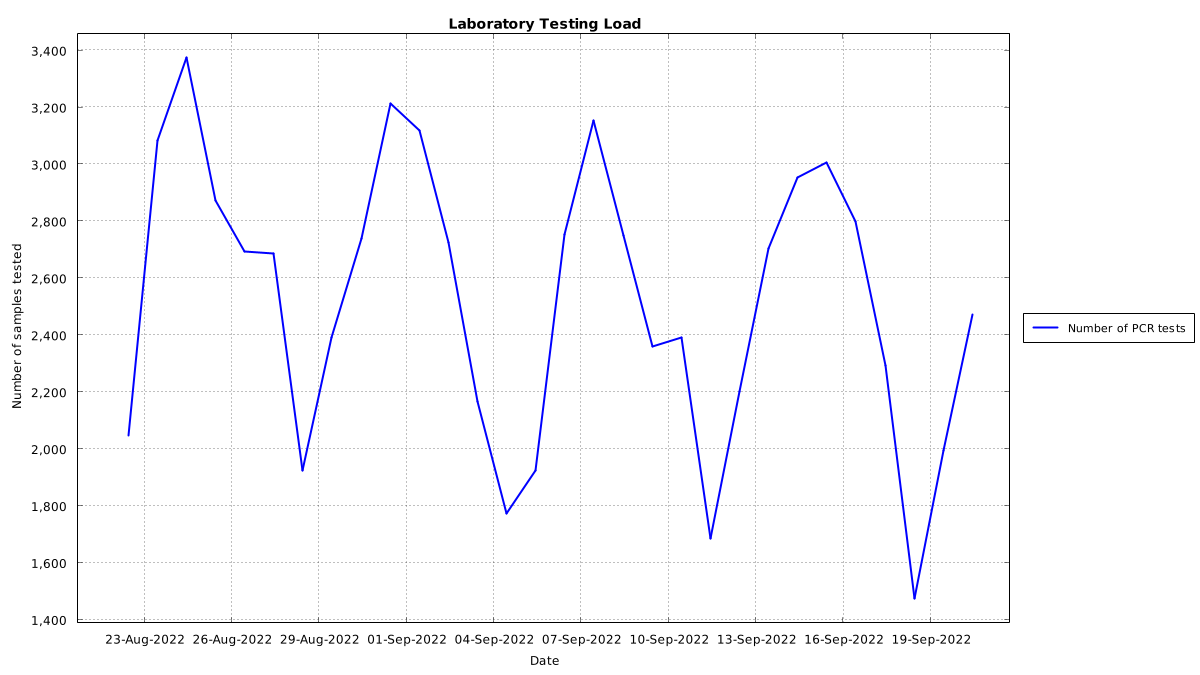 Laboratory Testing Load
3,400
3,200
3,000
2,800
2,600
2,400
2,200
2,000
1,800
1,600
1,400
Number of samples tested
Number of PCR tests
23-Aug-2022 26-Aug-2022 29-Aug-2022 01-Sep-2022 04-Sep-2022 07-Sep-2022 10-Sep-2022 13-Sep-2022 16-Sep-2022 19-Sep-2022
Date